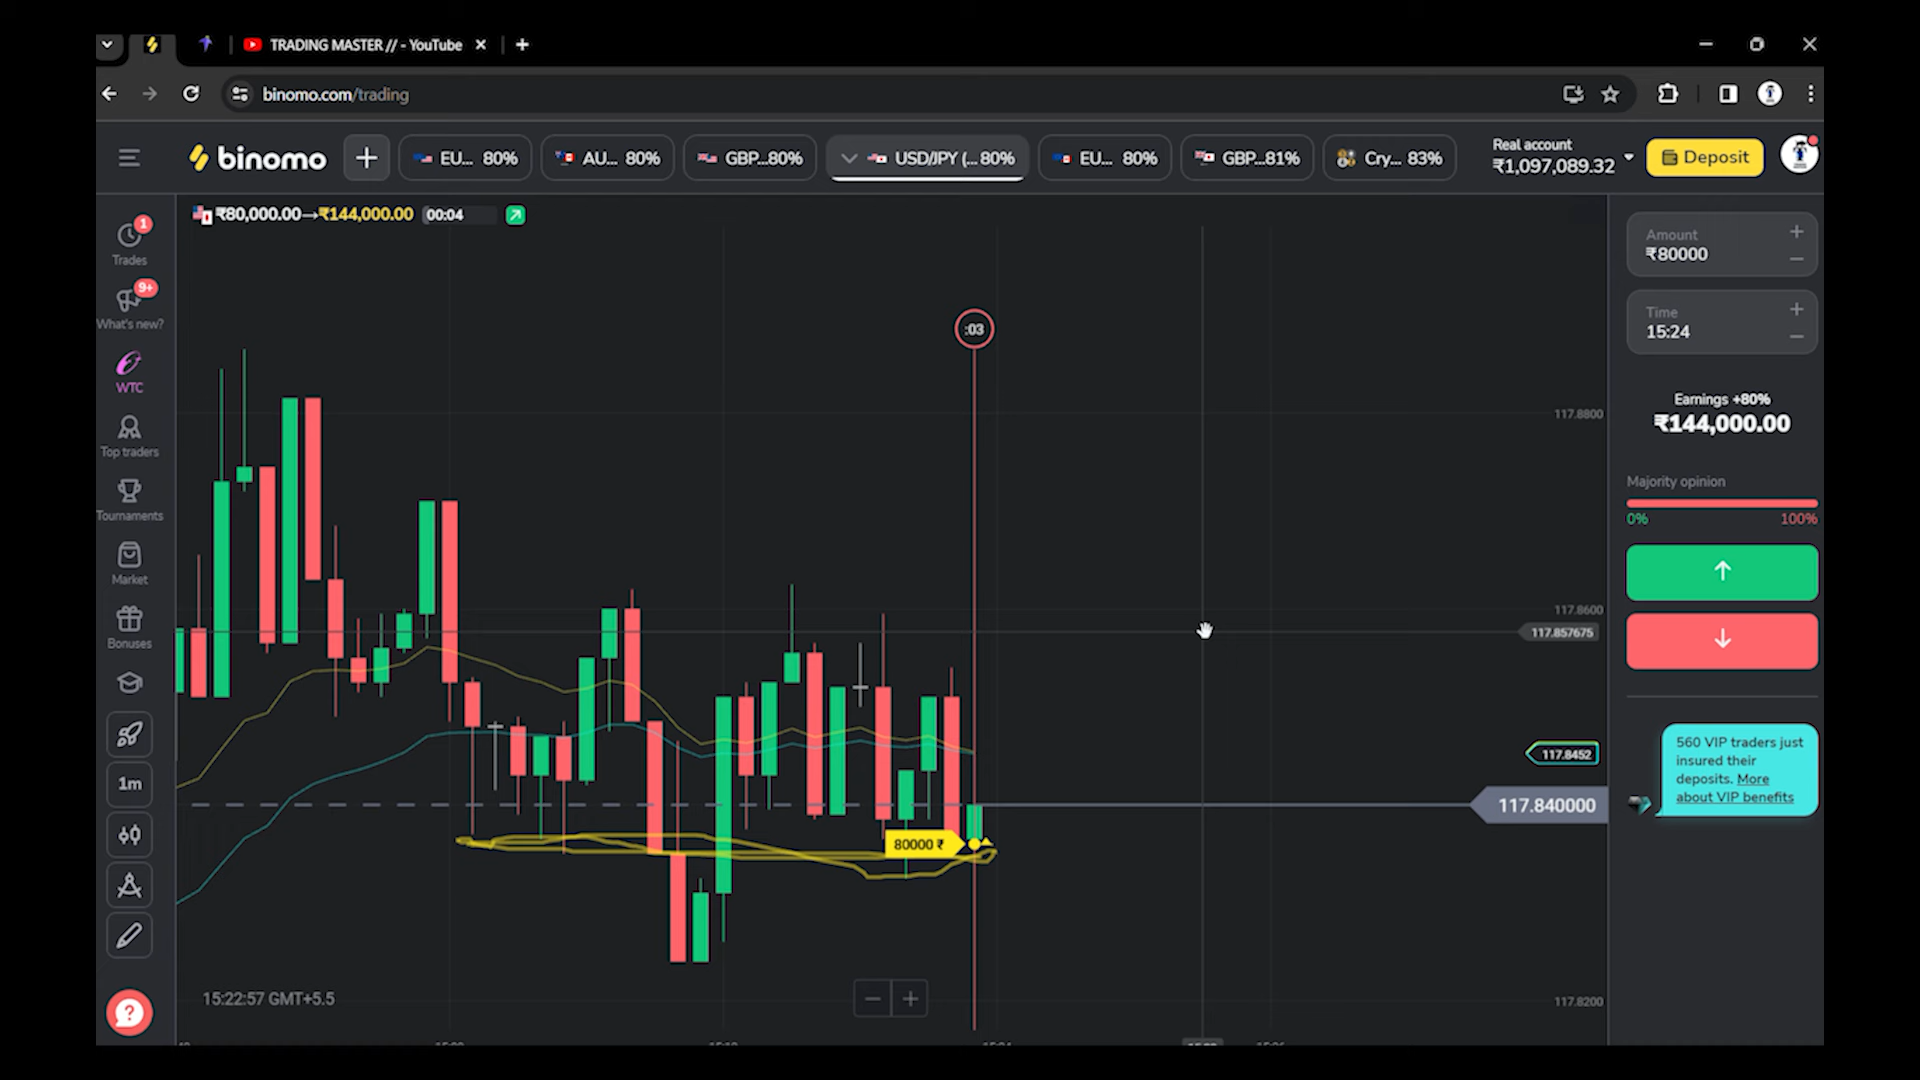 TRADING MASTER // - YouTube
binomo.com/trading
binomo
EU... 80%
AU... 80%
GBP...80%
USD/JPY (... 80%
EU... 80%
GBP...81%
Cry... 83%
Real account
₹1,097,089.32
Deposit
₹80,000.00→₹144,000.00 00:04
1
Trades
9+
What's new?
WTC
Top traders
Tournaments
Market
Bonuses
1m
?
:03
80000 ₹
15:22:57 GMT+5.5
117.8800
117.8600
117.857675
117.8452
117.840000
117.8200
Amount
₹80000
Time
15:24
Earnings +80%
₹144,000.00
Majority opinion
0% 100%
560 VIP traders just
insured their
deposits. More
about VIP benefits